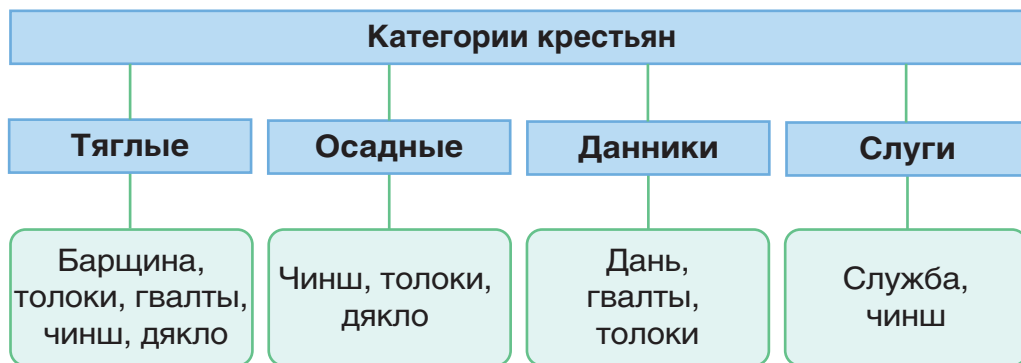 Категории крестьян
Тяглые
Осадные
Данники
Слуги
Барщина,
толоки, гвалты,
чинш, дякло
Чинш, толоки,
дякло
Дань,
гвалты,
толоки
Служба,
чинш